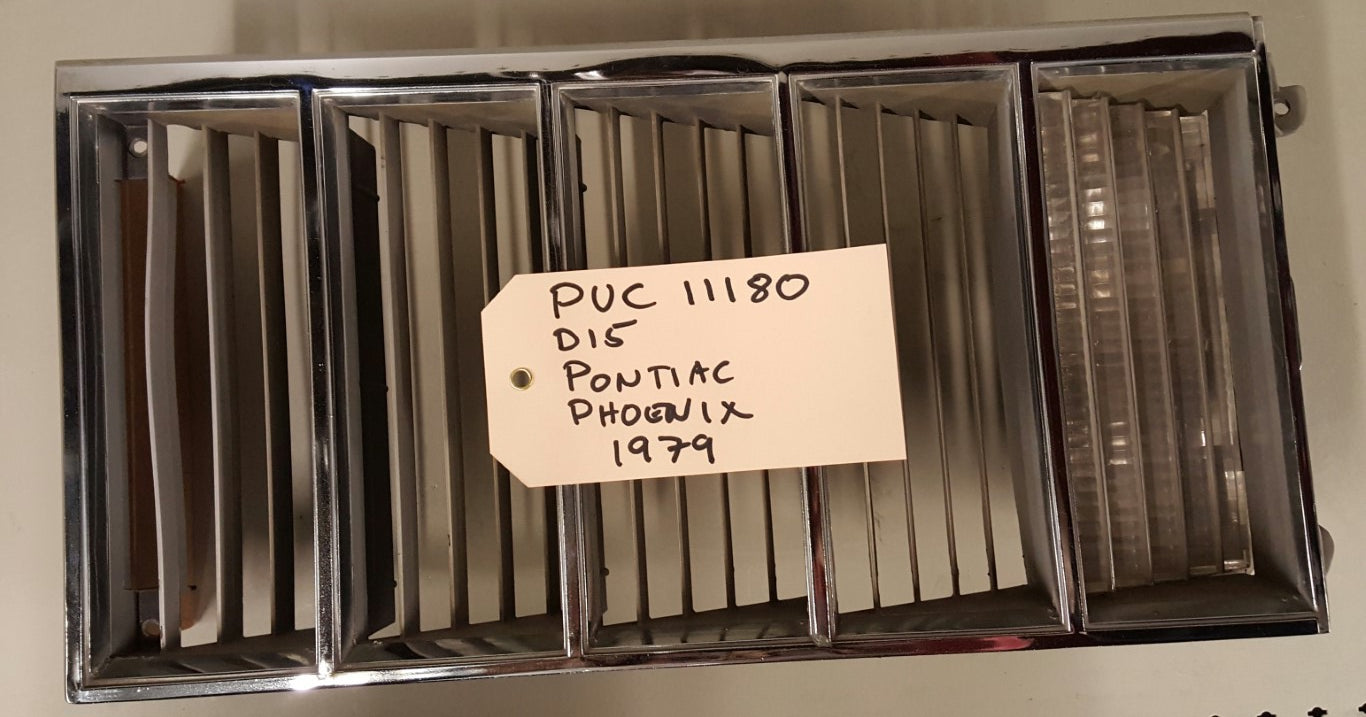 PUC 11180
D15
PONTIAC
PHOENIX
1979